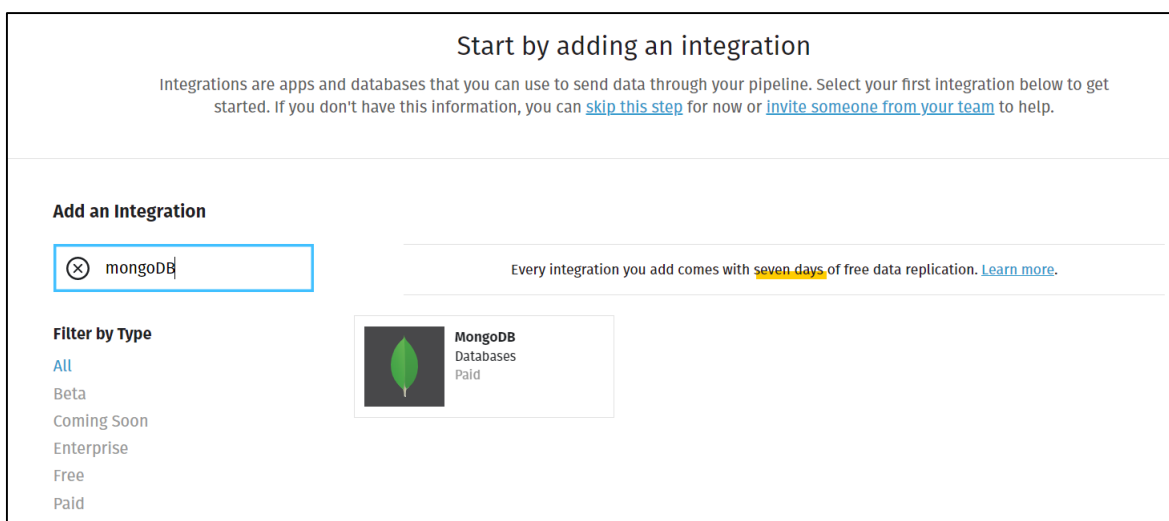 Start by adding an integration
Integrations are apps and databases that you can use to send data through your pipeline. Select your first integration below to get
started. If you don't have this information, you can skip this step for now or invite someone from your team to help.
Add an Integration
mongoDB
Every integration you add comes with seven days of free data replication. Learn more.
Filter by Type
All
Beta
Coming Soon
Enterprise
Free
Paid
MongoDB
Databases
Paid